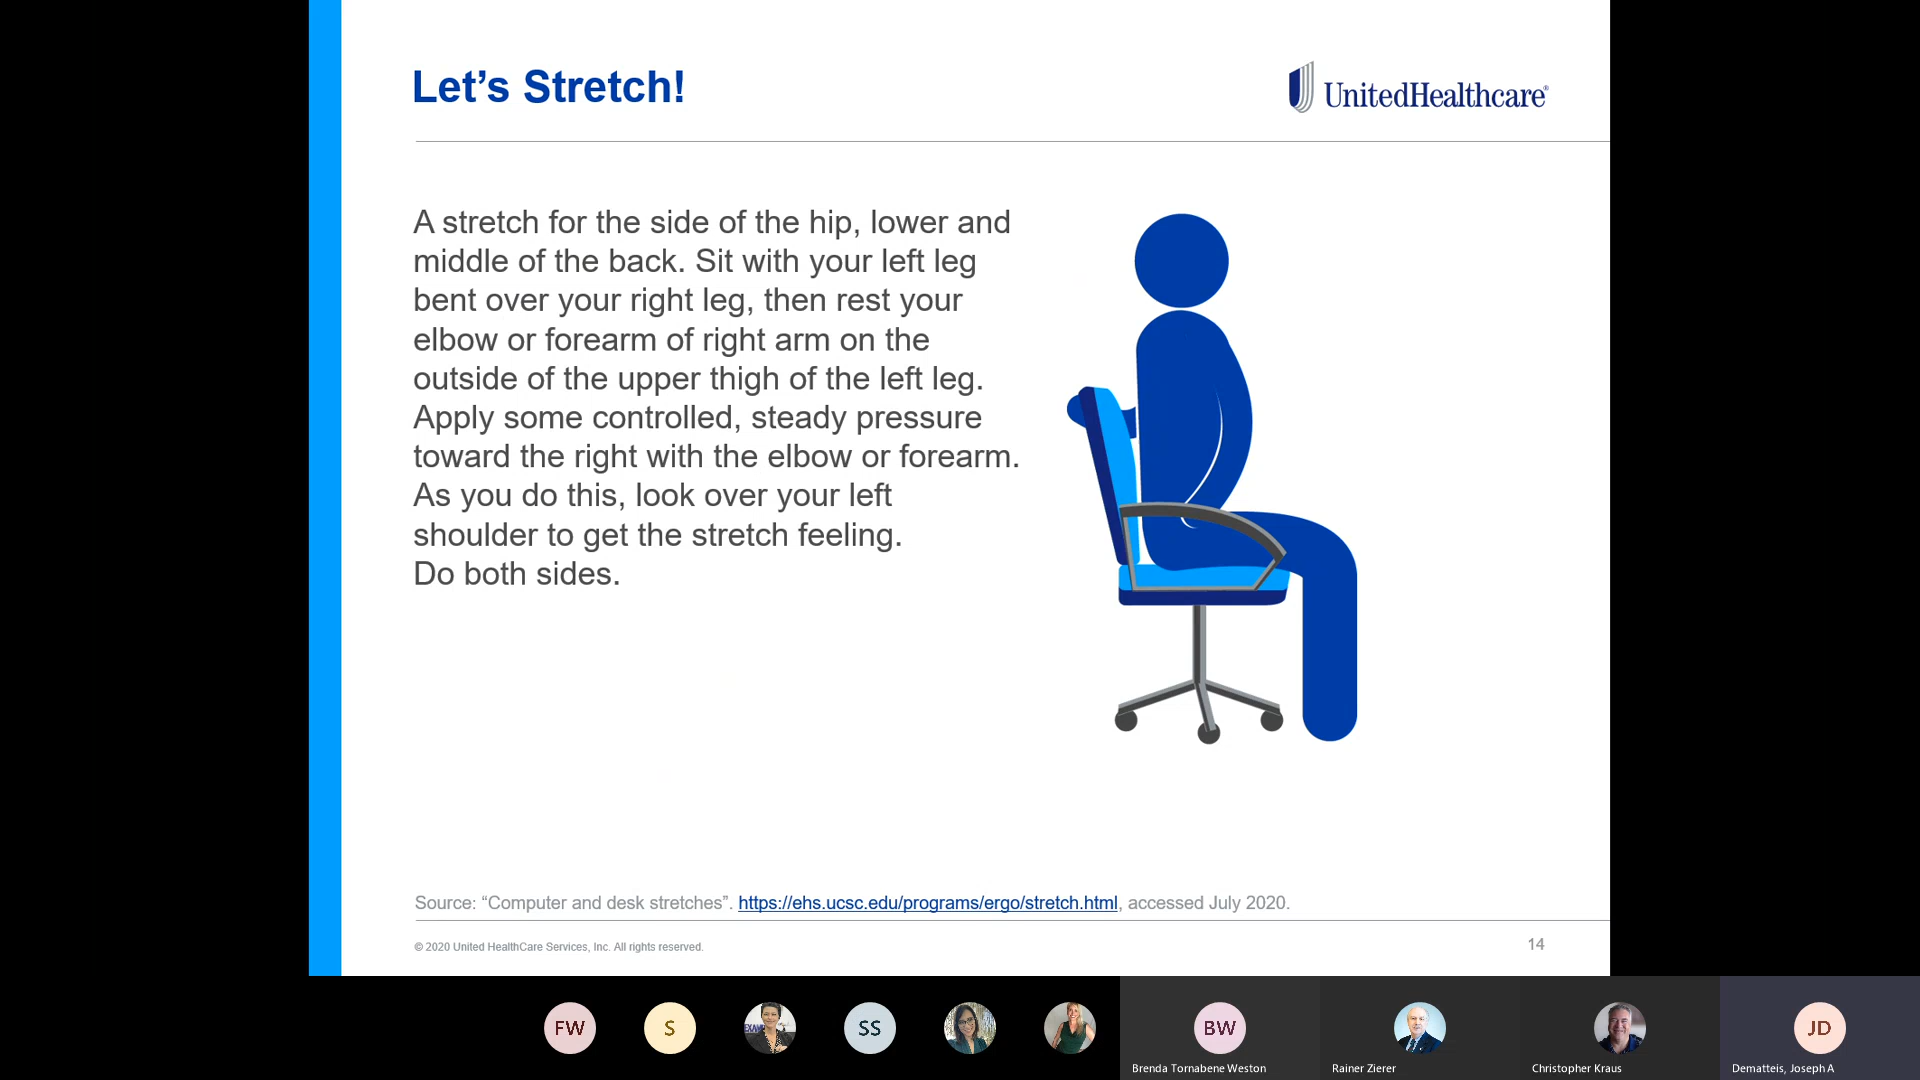 Let’s Stretch!
UnitedHealthcare®
A stretch for the side of the hip, lower and
middle of the back. Sit with your left leg
bent over your right leg, then rest your
elbow or forearm of right arm on the
outside of the upper thigh of the left leg.
Apply some controlled, steady pressure
toward the right with the elbow or forearm.
As you do this, look over your left
shoulder to get the stretch feeling.
Do both sides.
Source: “Computer and desk stretches”. https://ehs.ucsc.edu/programs/ergo/stretch.html, accessed July 2020.
© 2020 United HealthCare Services, Inc. All rights reserved.
14
FW
S
SS
BW
JD
Brenda Tornabene Weston
Rainer Zierer
Christopher Kraus
Dematteis, Joseph A